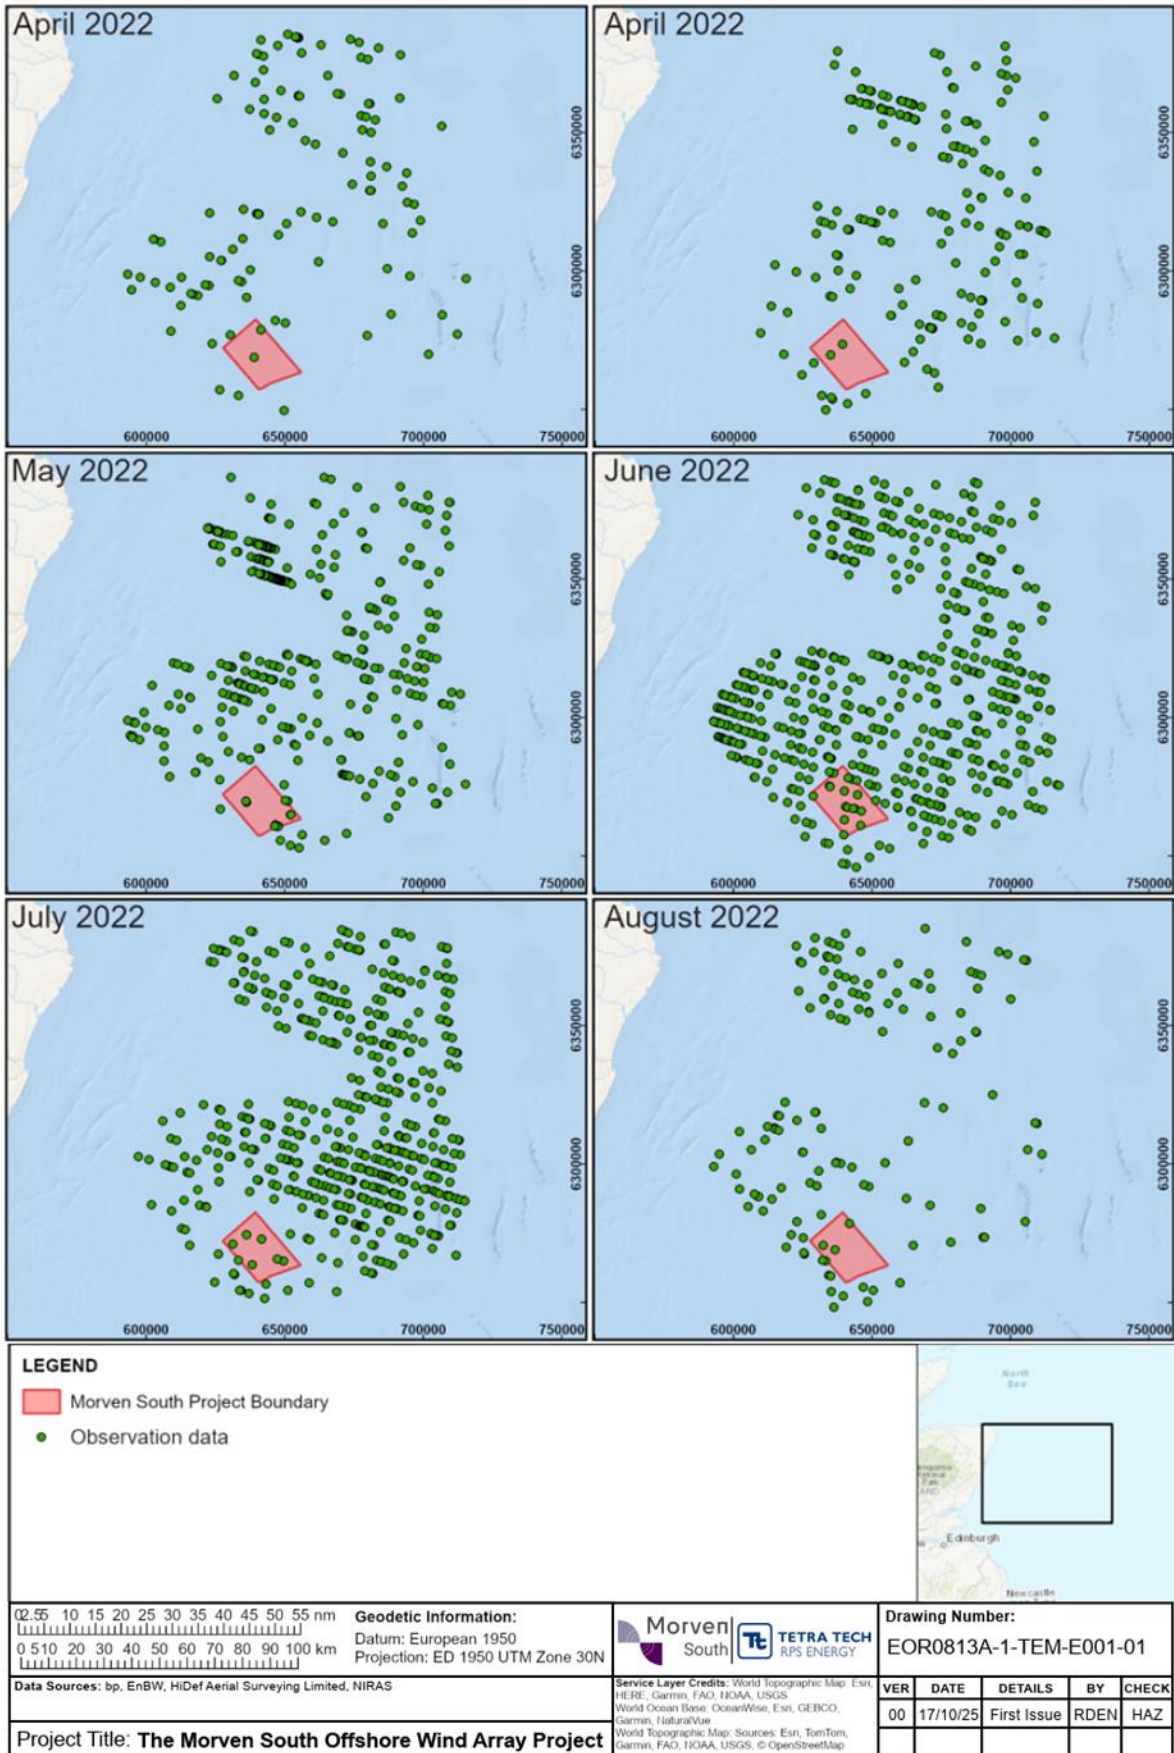 April 2022
April 2022
6350000
6350000
6300000
6300000
600000 650000 700000 750000
600000 650000 700000 750000
May 2022
June 2022
6350000
6350000
6300000
6300000
600000 650000 700000 750000
600000 650000 700000 750000
July 2022
August 2022
6350000
6350000
6300000
6300000
600000 650000 700000 750000
600000 650000 700000 750000
LEGEND
Morven South Project Boundary
Observation data
North
Sea
Edinburgh
Newcastle
02.55 10 15 20 25 30 35 40 45 50 55 nm
0 510 20 30 40 50 60 70 80 90 100 km
Geodetic Information:
Datum: European 1950
Projection: ED 1950 UTM Zone 30N
Morven
South
TETRA TECH
RPS ENERGY
Drawing Number:
EOR0813A-1-TEM-E001-01
Data Sources: bp, EnBW, HiDef Aerial Surveying Limited, NIRAS
Service Layer Credits: World Topographic Map: Esri,
HERE, Garmin, FAO, NOAA, USGS
World Ocean Base: OceanWise, Esri, GEBCO,
Garmin, NaturalVue
World Topographic Map: Sources: Esri, TomTom,
Garmin, FAO, NOAA, USGS, © OpenStreetMap
VER DATE DETAILS BY CHECK
00 17/10/25 First Issue RDEN HAZ
Project Title: The Morven South Offshore Wind Array Project